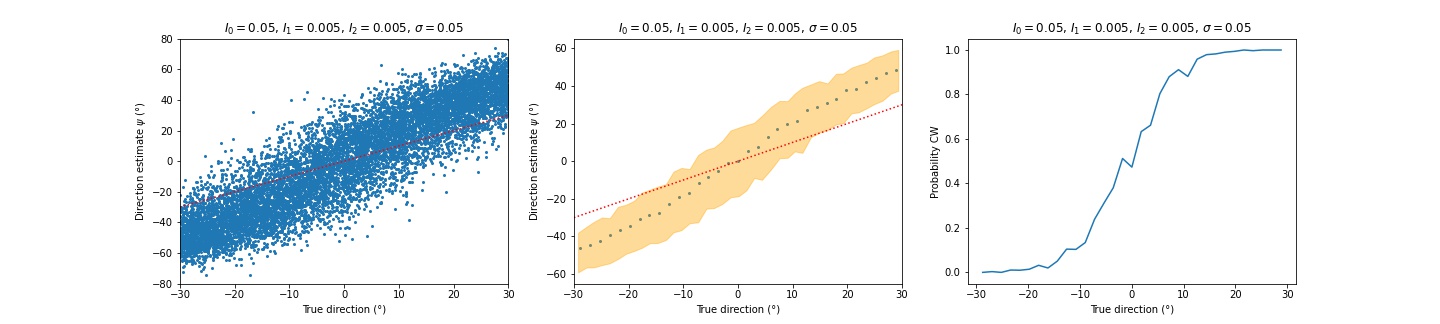 I₀ = 0.05, I₁ = 0.005, I₂ = 0.005, σ = 0.05
80
60
40
20
0
−20
−40
−60
−80
Direction estimate ψ (°)
−30 −20 −10 0 10 20 30
True direction (°)
I₀ = 0.05, I₁ = 0.005, I₂ = 0.005, σ = 0.05
60
40
20
0
−20
−40
−60
Direction estimate ψ (°)
−30 −20 −10 0 10 20 30
True direction (°)
I₀ = 0.05, I₁ = 0.005, I₂ = 0.005, σ = 0.05
1.0
0.8
0.6
0.4
0.2
0.0
Probability CW
−30 −20 −10 0 10 20 30
True direction (°)